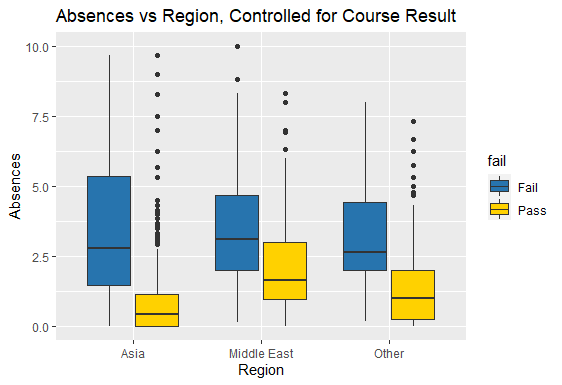 Absences vs Region, Controlled for Course Result
10.0
7.5
5.0
2.5
0.0
Absences
Asia
Middle East
Other
Region
fail
Fail
Pass